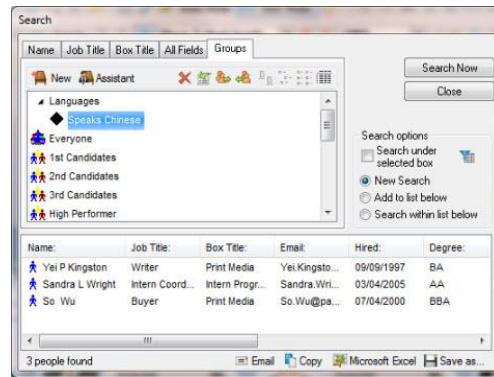 Search
Name Job Title Box Title All Fields Groups
New Assistant
Search Now
Close
Languages
Speaks Chinese
Everyone
1st Candidates
2nd Candidates
3rd Candidates
High Performer
Search options
Search under
selected box
New Search
Add to list below
Search within list below
Name: Job Title: Box Title: Email: Hired: Degree:
Yei P Kingston Writer Print Media Yei.Kingsto... 09/09/1997 BA
Sandra L Wright Intern Coord... Intern Progr... Sandra.Wri... 03/04/2005 AA
So Wu Buyer Print Media So.Wu@pa... 07/04/2000 BBA
3 people found Email Copy Microsoft Excel Save as...